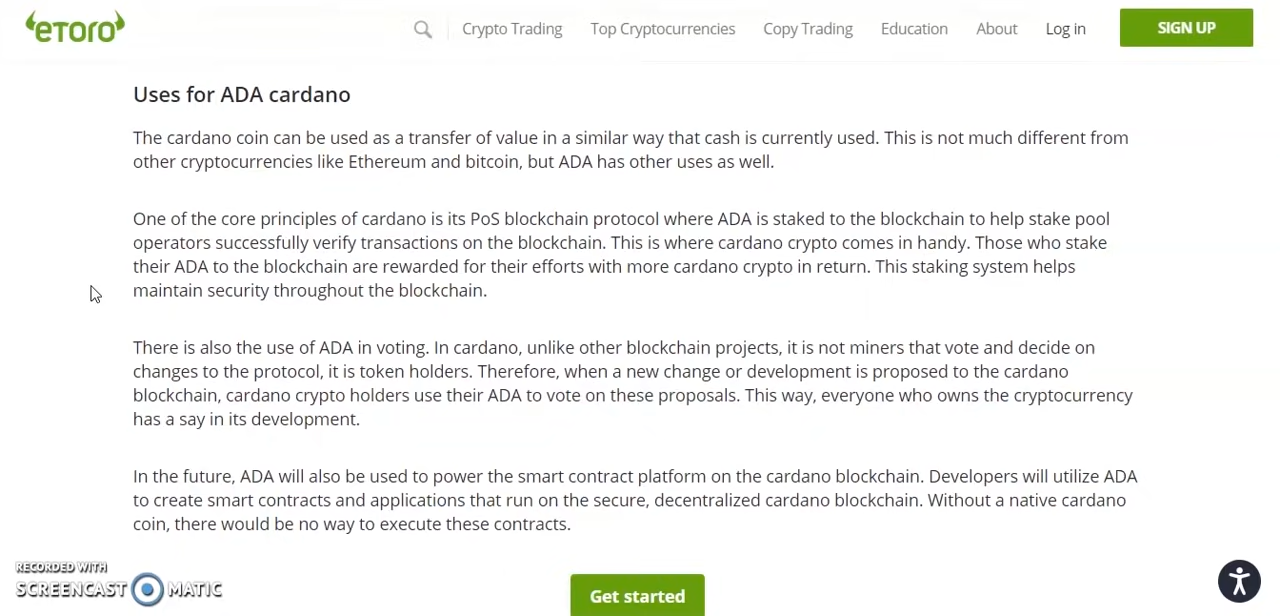 eToro
Crypto Trading
Top Cryptocurrencies
Copy Trading
Education
About
Log in
SIGN UP
Uses for ADA cardano
The cardano coin can be used as a transfer of value in a similar way that cash is currently used. This is not much different from
other cryptocurrencies like Ethereum and bitcoin, but ADA has other uses as well.
One of the core principles of cardano is its PoS blockchain protocol where ADA is staked to the blockchain to help stake pool
operators successfully verify transactions on the blockchain. This is where cardano crypto comes in handy. Those who stake
their ADA to the blockchain are rewarded for their efforts with more cardano crypto in return. This staking system helps
maintain security throughout the blockchain.
There is also the use of ADA in voting. In cardano, unlike other blockchain projects, it is not miners that vote and decide on
changes to the protocol, it is token holders. Therefore, when a new change or development is proposed to the cardano
blockchain, cardano crypto holders use their ADA to vote on these proposals. This way, everyone who owns the cryptocurrency
has a say in its development.
In the future, ADA will also be used to power the smart contract platform on the cardano blockchain. Developers will utilize ADA
to create smart contracts and applications that run on the secure, decentralized cardano blockchain. Without a native cardano
coin, there would be no way to execute these contracts.
Get started
RECORDED WITH
SCREENCAST MATIC